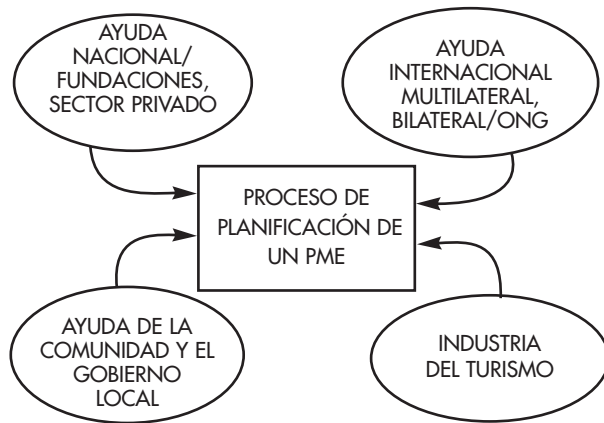 AYUDA
NACIONAL/
FUNDACIONES,
SECTOR PRIVADO
AYUDA
INTERNACIONAL
MULTILATERAL,
BILATERAL/ONG
PROCESO DE
PLANIFICACIÓN DE
UN PME
AYUDA DE LA
COMUNIDAD Y EL
GOBIERNO
LOCAL
INDUSTRIA
DEL TURISMO